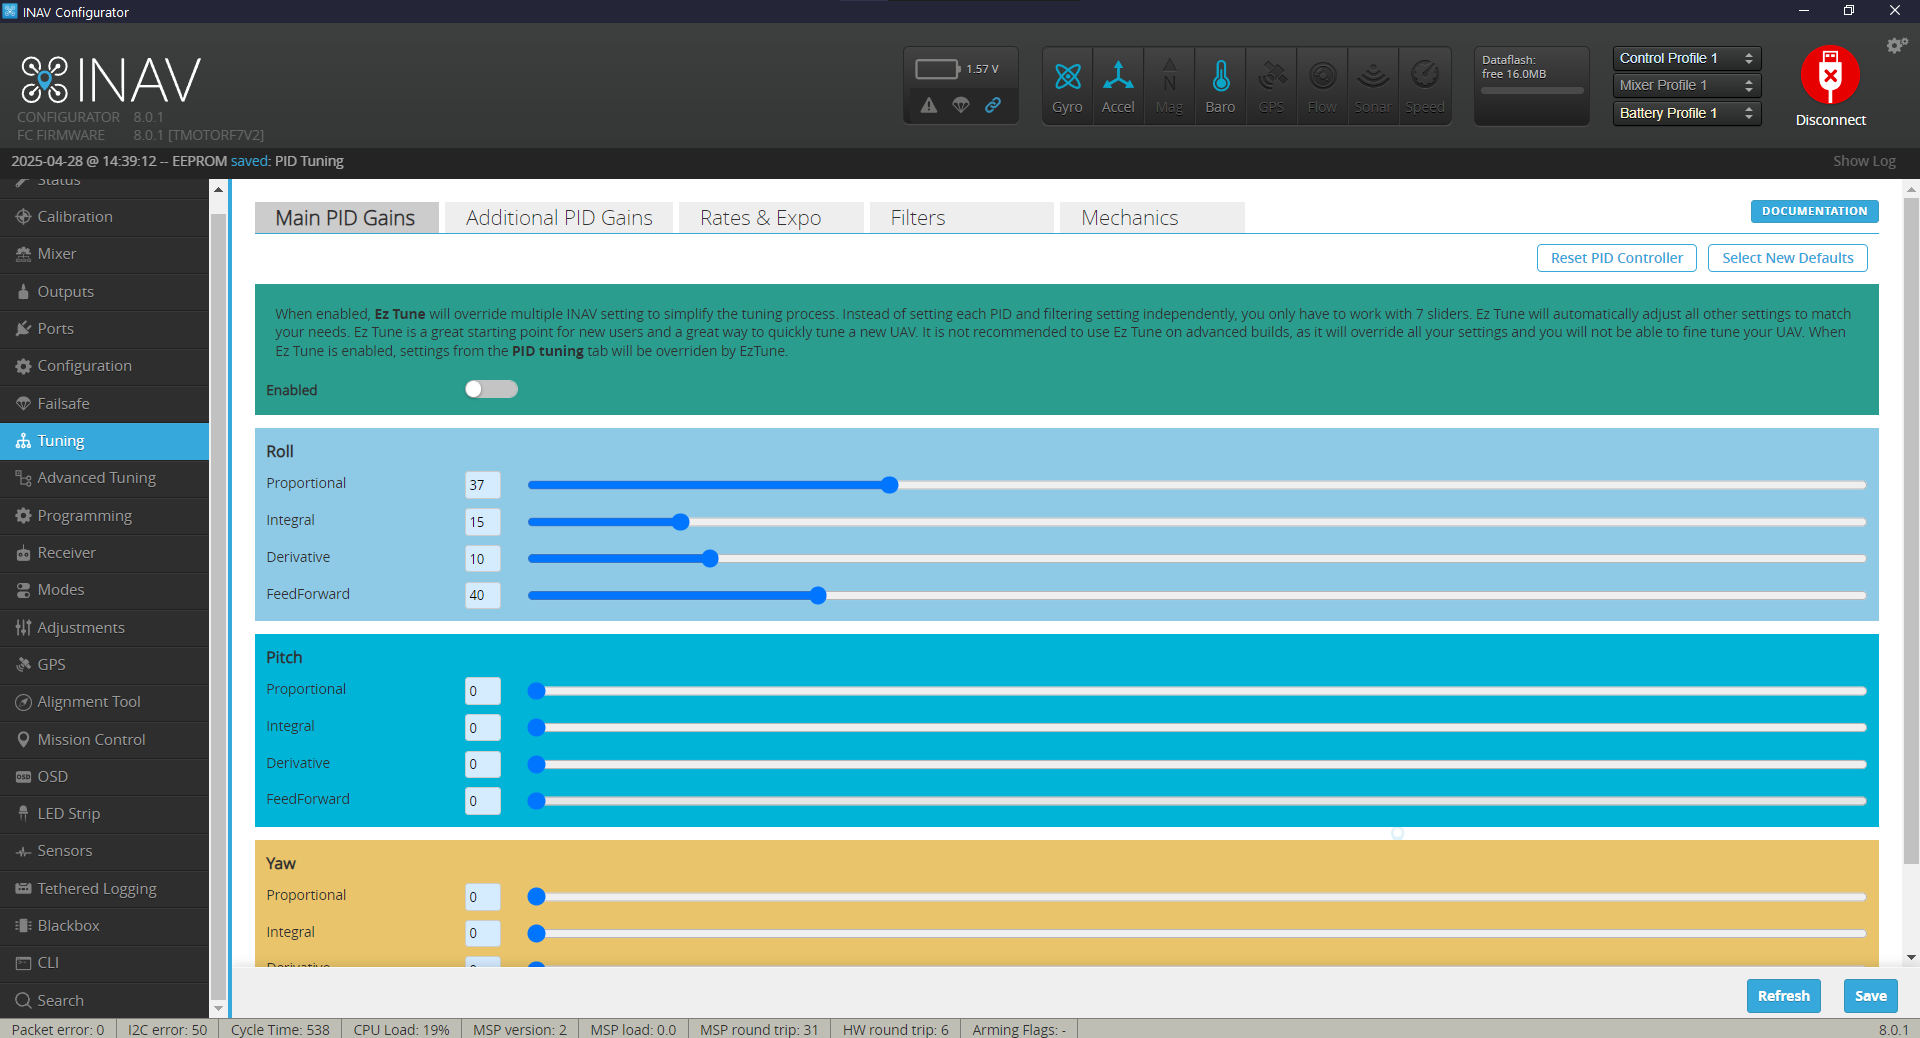 INAV Configurator
INAV
CONFIGURATOR 8.0.1
FC FIRMWARE 8.0.1 [TMOTORF7V2]
1.57 V
Gyro Accel Mag Baro GPS Flow Sonar Speed
N
Dataflash:
free 16.0MB
Control Profile 1
Mixer Profile 1
Battery Profile 1
Disconnect
2025-04-28 @ 14:39:12 -- EEPROM saved: PID Tuning
Show Log
Status
Calibration
Mixer
Outputs
Ports
Configuration
Failsafe
Tuning
Advanced Tuning
Programming
Receiver
Modes
Adjustments
GPS
Alignment Tool
Mission Control
OSD
LED Strip
Sensors
Tethered Logging
Blackbox
CLI
Search
Main PID Gains Additional PID Gains Rates & Expo Filters Mechanics
DOCUMENTATION
Reset PID Controller Select New Defaults
When enabled, Ez Tune will override multiple INAV setting to simplify the tuning process. Instead of setting each PID and filtering setting independently, you only have to work with 7 sliders. Ez Tune will automatically adjust all other settings to match
your needs. Ez Tune is a great starting point for new users and a great way to quickly tune a new UAV. It is not recommended to use Ez Tune on advanced builds, as it will override all your settings and you will not be able to fine tune your UAV. When
Ez Tune is enabled, settings from the PID tuning tab will be overriden by EzTune.
Enabled
Roll
Proportional 37
Integral 15
Derivative 10
FeedForward 40
Pitch
Proportional 0
Integral 0
Derivative 0
FeedForward 0
Yaw
Proportional 0
Integral 0
Derivative 0
Refresh Save
Packet error: 0 I2C error: 50 Cycle Time: 538 CPU Load: 19% MSP version: 2 MSP load: 0.0 MSP round trip: 31 HW round trip: 6 Arming Flags: - 8.0.1